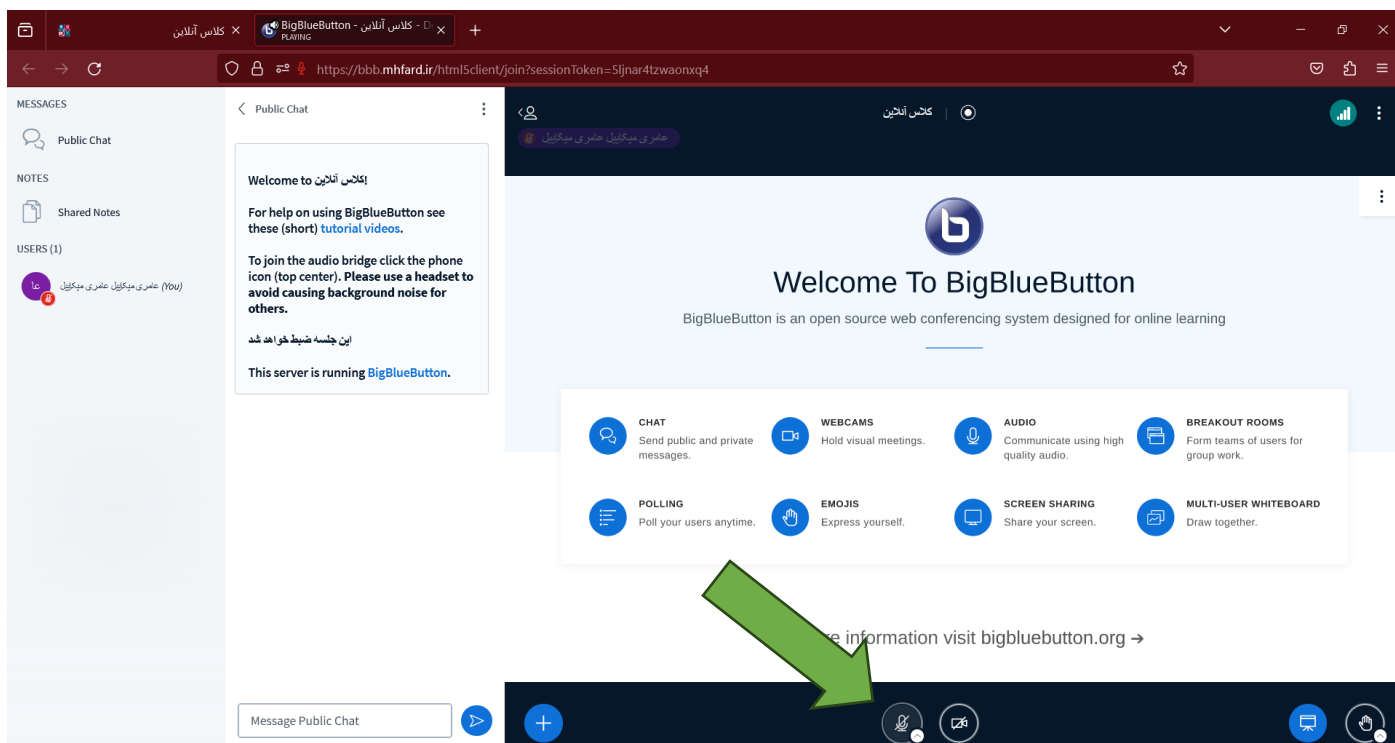 کلاس آنلاین
BigBlueButton - کلاس آنلاین - D
PLAYING
https://bbb.mhfard.ir/html5client/join?sessionToken=5ljnar4tzwaonxq4
MESSAGES
Public Chat
NOTES
Shared Notes
USERS (1)
عا
عامری میکاییل عامری میکاییل (You)
Public Chat
Welcome to کلاس آنلاین!
For help on using BigBlueButton see
these (short) tutorial videos.
To join the audio bridge click the phone
icon (top center). Please use a headset to
avoid causing background noise for
others.
این جلسه ضبط خواهد شد
This server is running BigBlueButton.
Message Public Chat
کلاس آنلاین
عامری میکاییل عامری میکاییل
b
Welcome To BigBlueButton
BigBlueButton is an open source web conferencing system designed for online learning
CHAT
Send public and private
messages.
WEBCAMS
Hold visual meetings.
AUDIO
Communicate using high
quality audio.
BREAKOUT ROOMS
Form teams of users for
group work.
POLLING
Poll your users anytime.
EMOJIS
Express yourself.
SCREEN SHARING
Share your screen.
MULTI-USER WHITEBOARD
Draw together.
information visit bigbluebutton.org →